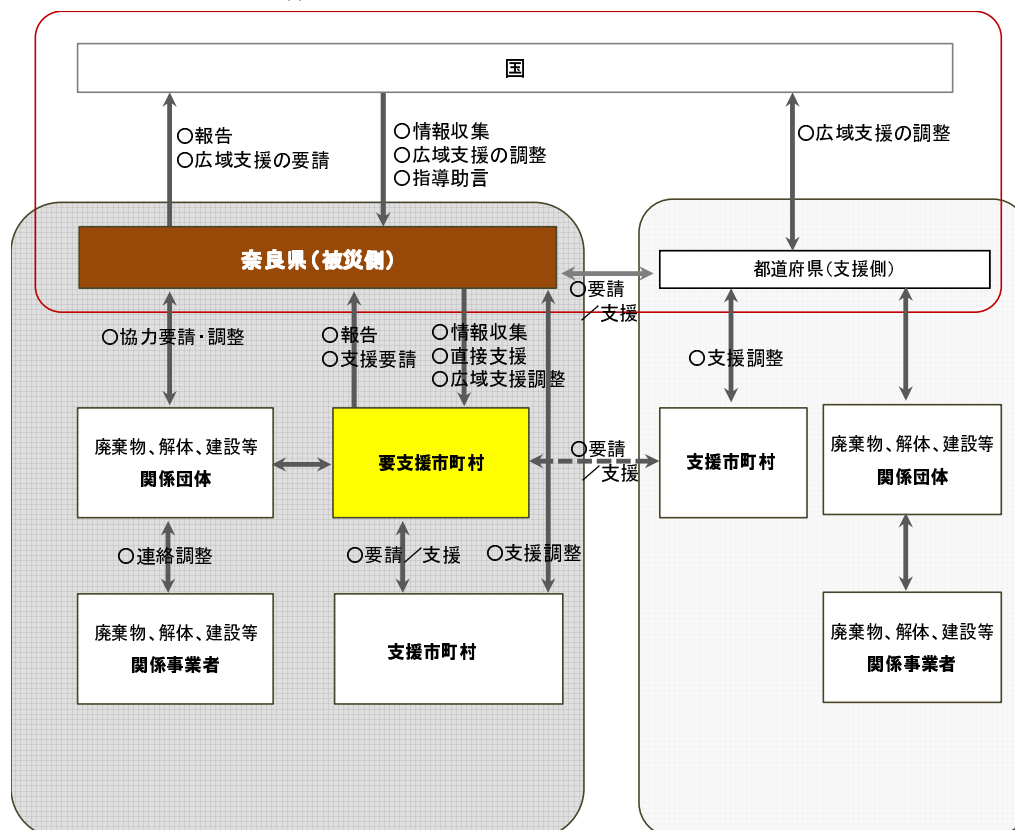 国
○報告
○広域支援の要請
○情報収集
○広域支援の調整
○指導助言
○広域支援の調整
奈良県(被災側)
都道府県(支援側)
○要請
／支援
○協力要請・調整
○報告
○支援要請
○情報収集
○直接支援
○広域支援調整
○支援調整
廃棄物、解体、建設等
関係団体
要支援市町村
○要請
／支援
支援市町村
廃棄物、解体、建設等
関係団体
○連絡調整
○要請／支援
○支援調整
廃棄物、解体、建設等
関係事業者
支援市町村
廃棄物、解体、建設等
関係事業者